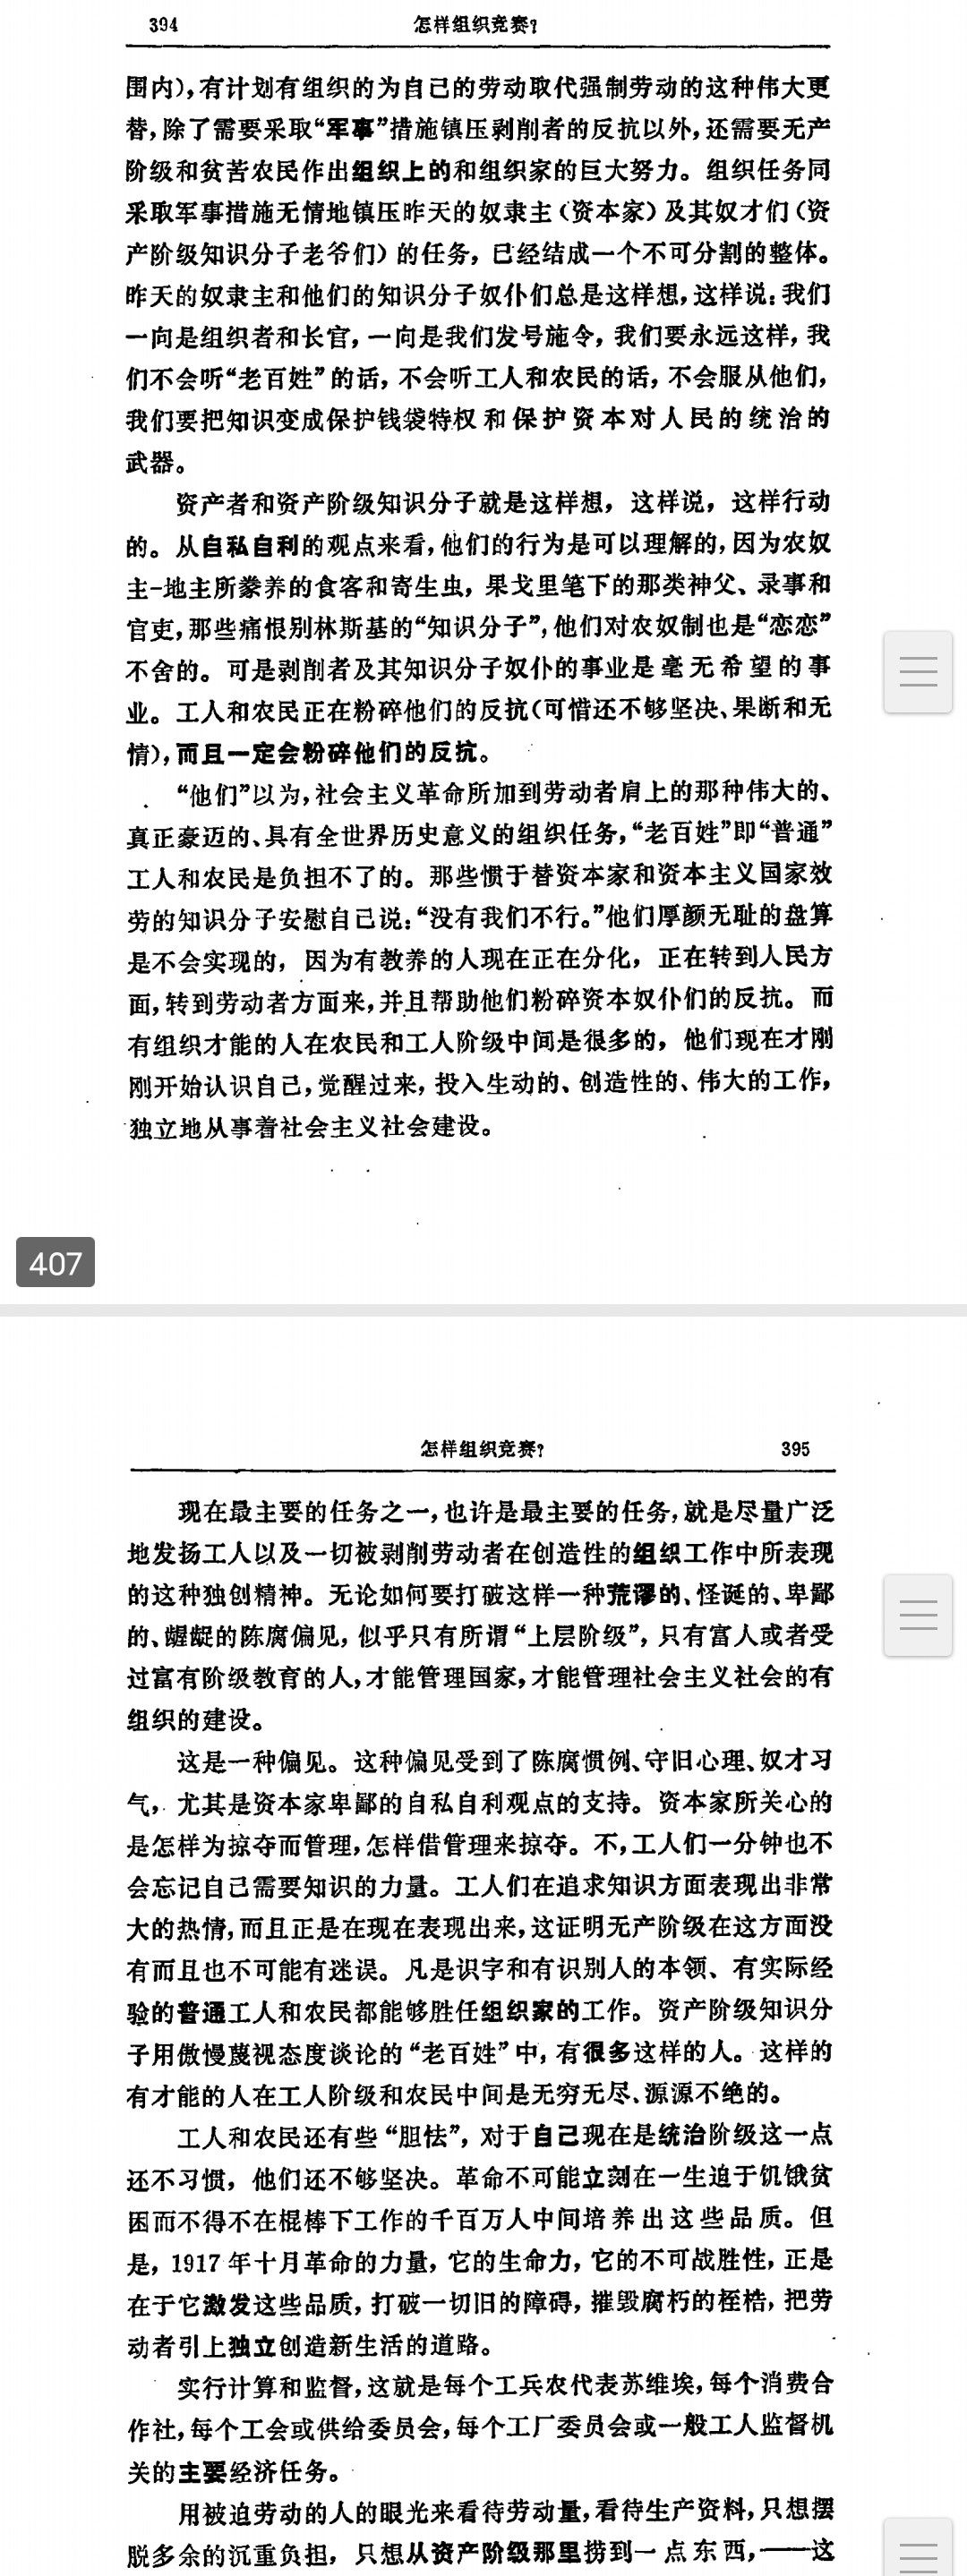 394 怎样组织竞赛?
围内),有计划有组织的为自己的劳动取代强制劳动的这种伟大更
替,除了需要采取“军事”措施镇压剥削者的反抗以外,还需要无产
阶级和贫苦农民作出组织上的和组织家的巨大努力。组织任务同
采取军事措施无情地镇压昨天的奴隶主(资本家)及其奴才们(资
产阶级知识分子老爷们)的任务,已经结成一个不可分割的整体。
昨天的奴隶主和他们的知识分子奴仆们总是这样想,这样说:我们
一向是组织者和长官,一向是我们发号施令,我们要永远这样,我
们不会听“老百姓”的话,不会听工人和农民的话,不会服从他们,
我们要把知识变成保护钱袋特权和保护资本对人民的统治的
武器。
资产者和资产阶级知识分子就是这样想,这样说,这样行动
的。从自私自利的观点来看,他们的行为是可以理解的,因为农奴
主-地主所豢养的食客和寄生虫,果戈里笔下的那类神父、录事和
官吏,那些痛恨别林斯基的“知识分子”,他们对农奴制也是“恋恋”
不舍的。可是剥削者及其知识分子奴仆的事业是毫无希望的事
业。工人和农民正在粉碎他们的反抗(可惜还不够坚决、果断和无
情),而且一定会粉碎他们的反抗。
“他们”以为,社会主义革命所加到劳动者肩上的那种伟大的、
真正豪迈的、具有全世界历史意义的组织任务,“老百姓”即“普通”
工人和农民是负担不了的。那些惯于替资本家和资本主义国家效
劳的知识分子安慰自己说:“没有我们不行。”他们厚颜无耻的盘算
是不会实现的,因为有教养的人现在正在分化,正在转到人民方
面,转到劳动者方面来,并且帮助他们粉碎资本奴仆们的反抗。而
有组织才能的人在农民和工人阶级中间是很多的,他们现在才刚
刚开始认识自己,觉醒过来,投入生动的、创造性的、伟大的工作,
独立地从事着社会主义社会建设。
407
怎样组织竞赛? 395
现在最主要的任务之一,也许是最主要的任务,就是尽量广泛
地发扬工人以及一切被剥削劳动者在创造性的组织工作中所表现
的这种独创精神。无论如何要打破这样一种荒谬的、怪诞的、卑鄙
的、龌龊的陈腐偏见,似乎只有所谓“上层阶级”,只有富人或者受
过富有阶级教育的人,才能管理国家,才能管理社会主义社会的有
组织的建设。
这是一种偏见。这种偏见受到了陈腐惯例、守旧心理、奴才习
气,尤其是资本家卑鄙的自私自利观点的支持。资本家所关心的
是怎样为掠夺而管理,怎样借管理来掠夺。不,工人们一分钟也不
会忘记自己需要知识的力量。工人们在追求知识方面表现出非常
大的热情,而且正是在现在表现出来,这证明无产阶级在这方面没
有而且也不可能有迷误。凡是识字和有识别人的本领、有实际经
验的普通工人和农民都能够胜任组织家的工作。资产阶级知识分
子用傲慢蔑视态度谈论的“老百姓”中,有很多这样的人。这样的
有才能的人在工人阶级和农民中间是无穷无尽、源源不绝的。
工人和农民还有些“胆怯”,对于自己现在是统治阶级这一点
还不习惯,他们还不够坚决。革命不可能立刻在一生迫于饥饿贫
困而不得不在棍棒下工作的千百万人中间培养出这些品质。但
是,1917年十月革命的力量,它的生命力,它的不可战胜性,正是
在于它激发这些品质,打破一切旧的障碍,摧毁腐朽的桎梏,把劳
动者引上独立创造新生活的道路。
实行计算和监督,这就是每个工兵农代表苏维埃,每个消费合
作社,每个工会或供给委员会,每个工厂委员会或一般工人监督机
关的主要经济任务。
用被迫劳动的人的眼光来看待劳动量,看待生产资料,只想摆
脱多余的沉重负担,只想从资产阶级那里捞到一点东西,——这